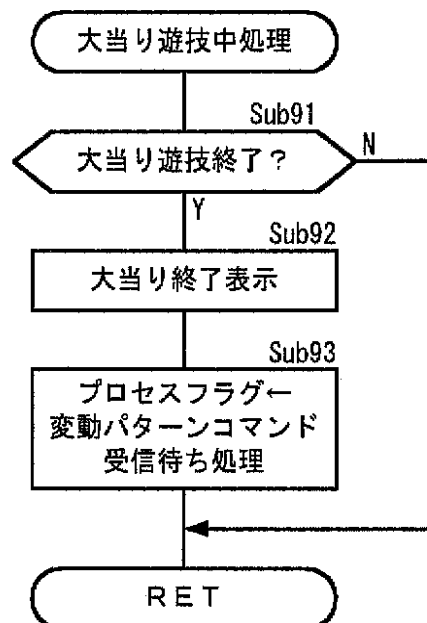 大当り遊技中処理
Sub91
大当り遊技終了？
N
Y
Sub92
大当り終了表示
Sub93
プロセスフラグ←
変動パターンコマンド
受信待ち処理
RET